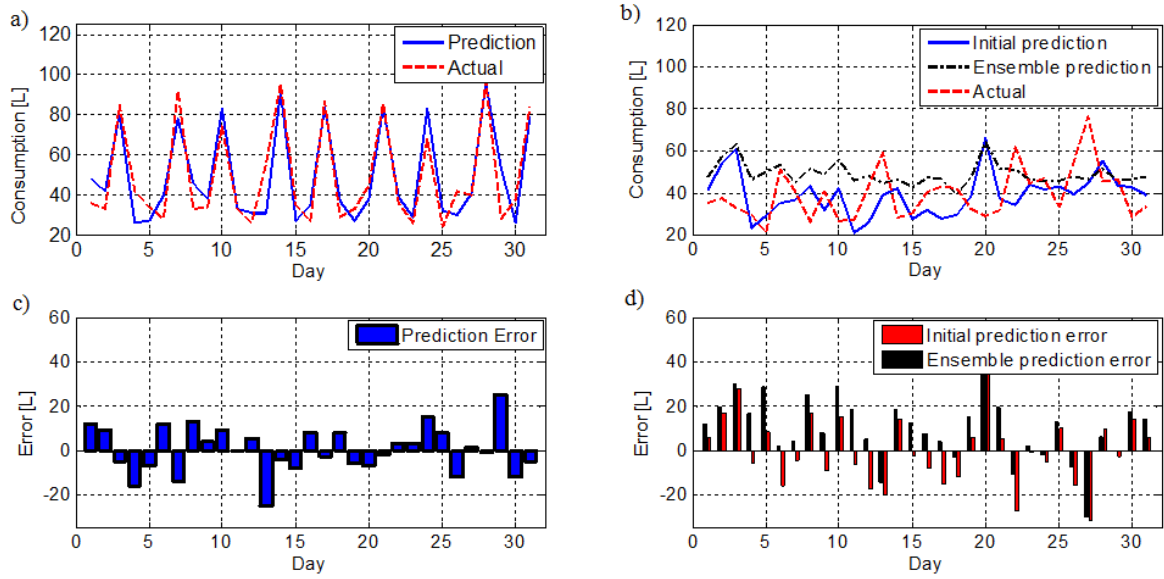 a)
120
100
80
60
40
20
Consumption [L]
Prediction
Actual
0
5
10
15
20
25
30
Day
b)
120
100
80
60
40
20
Consumption [L]
Initial prediction
Ensemble prediction
Actual
0
5
10
15
20
25
30
Day
c)
60
40
20
0
-20
Error [L]
Prediction Error
0
5
10
15
20
25
30
Day
d)
60
40
20
0
-20
Error [L]
Initial prediction error
Ensemble prediction error
0
5
10
15
20
25
30
Day